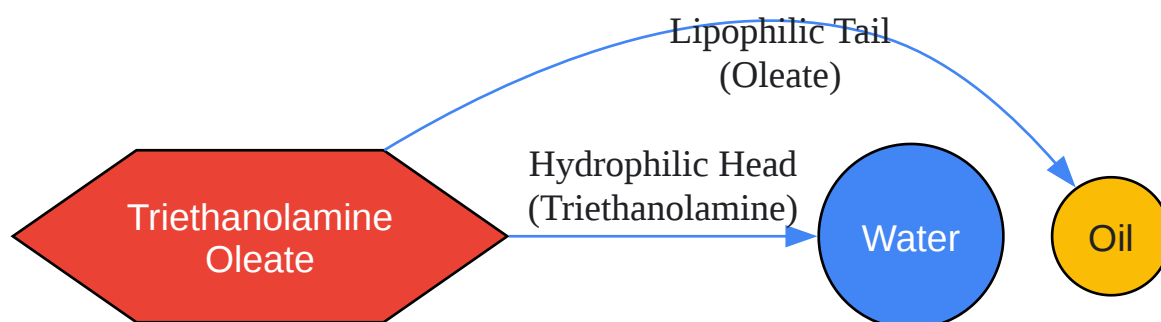 Lipophilic Tail
(Oleate)
Hydrophilic Head
(Triethanolamine)
Triethanolamine
Oleate
Water
Oil